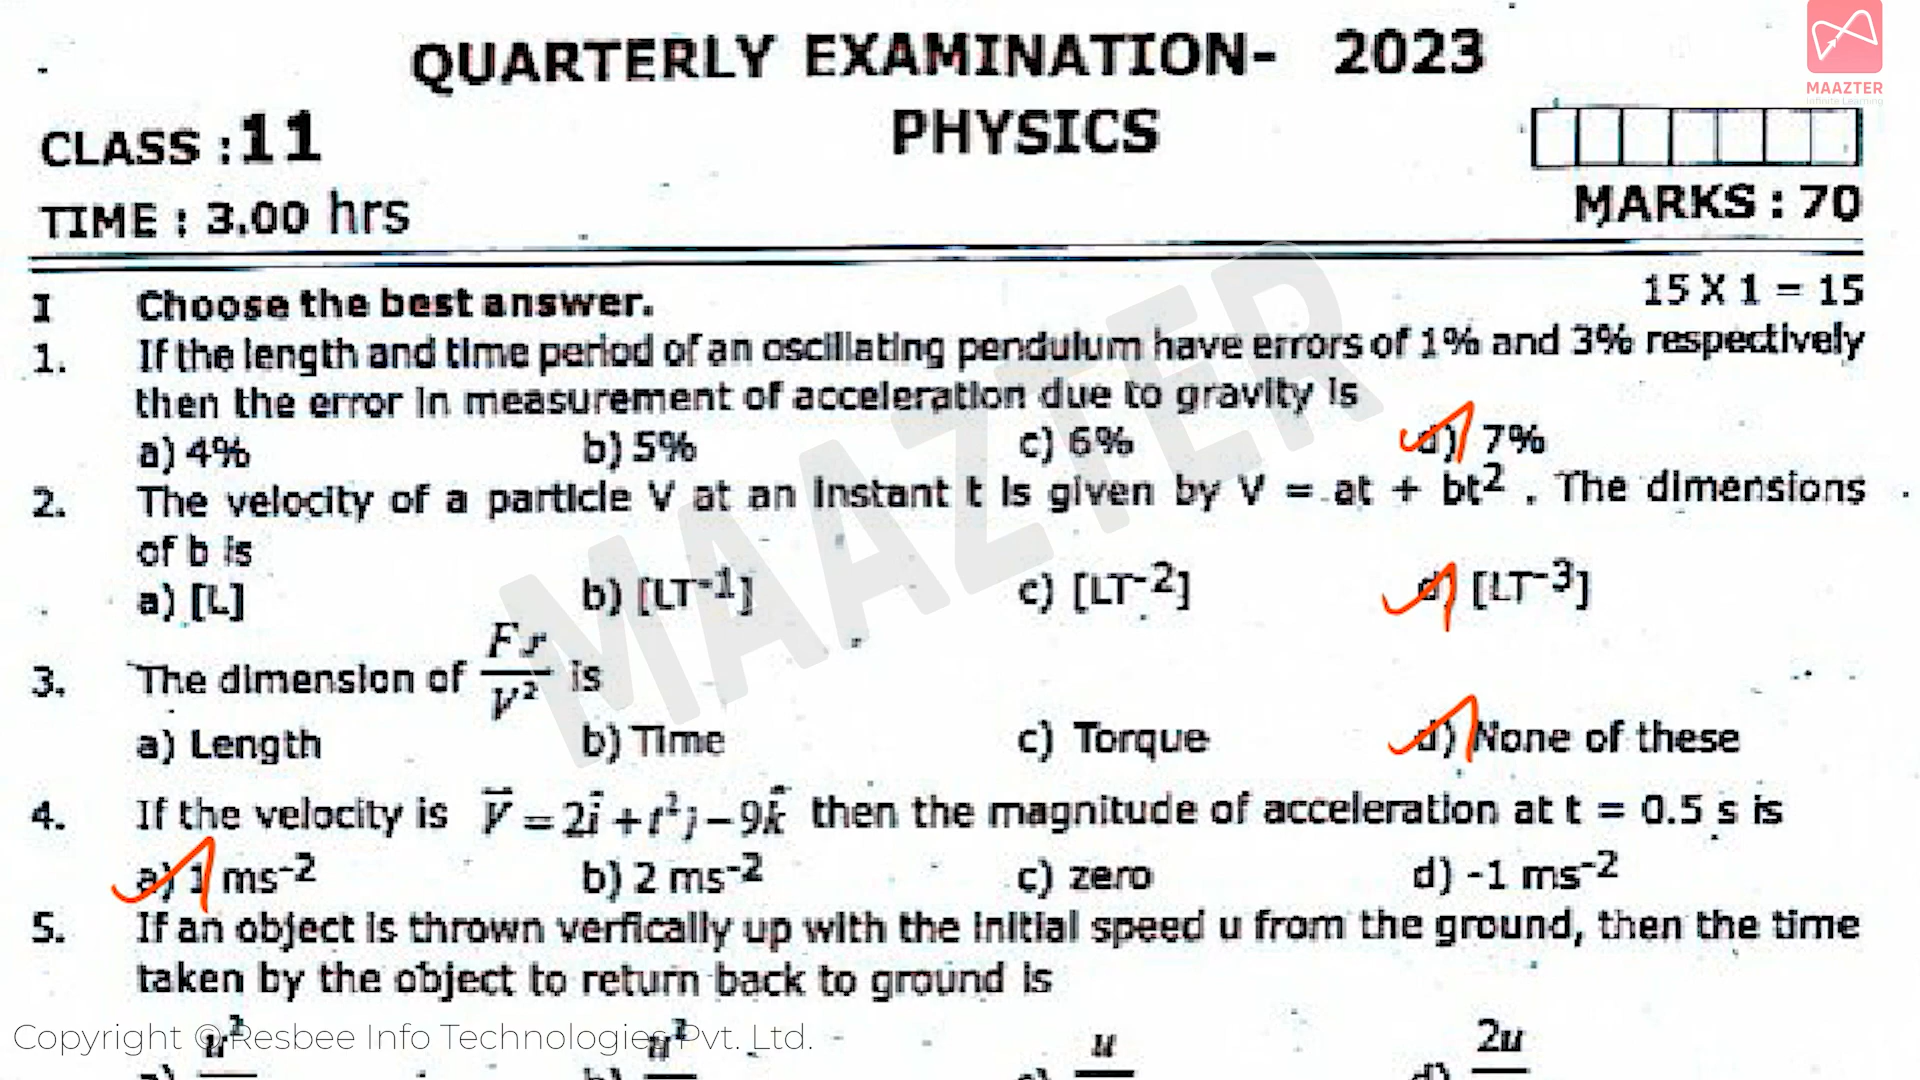 QUARTERLY EXAMINATION- 2023
MAAZTER
Infinite Learning
CLASS :11
PHYSICS
TIME : 3.00 hrs
MARKS : 70
I Choose the best answer. 15 X 1 = 15
1. If the length and time period of an oscillating pendulum have errors of 1% and 3% respectively
then the error in measurement of acceleration due to gravity is
a) 4% b) 5% c) 6% d) 7%
2. The velocity of a particle V at an instant t is given by V = at + bt² . The dimensions
of b is
a) [L] b) [LT⁻¹] c) [LT⁻²] d) [LT⁻³]
3. The dimension of Fr/V² is
a) Length b) Time c) Torque d) None of these
4. If the velocity is V⃗ = 2i + t²j − 9k̂ then the magnitude of acceleration at t = 0.5 s is
a) 1 ms⁻² b) 2 ms⁻² c) zero d) -1 ms⁻²
5. If an object is thrown verfically up with the initial speed u from the ground, then the time
taken by the object to return back to ground is
a) u² b) u² c) u d) 2u
MAAZTER
Copyright © Resbee Info Technologies Pvt. Ltd.